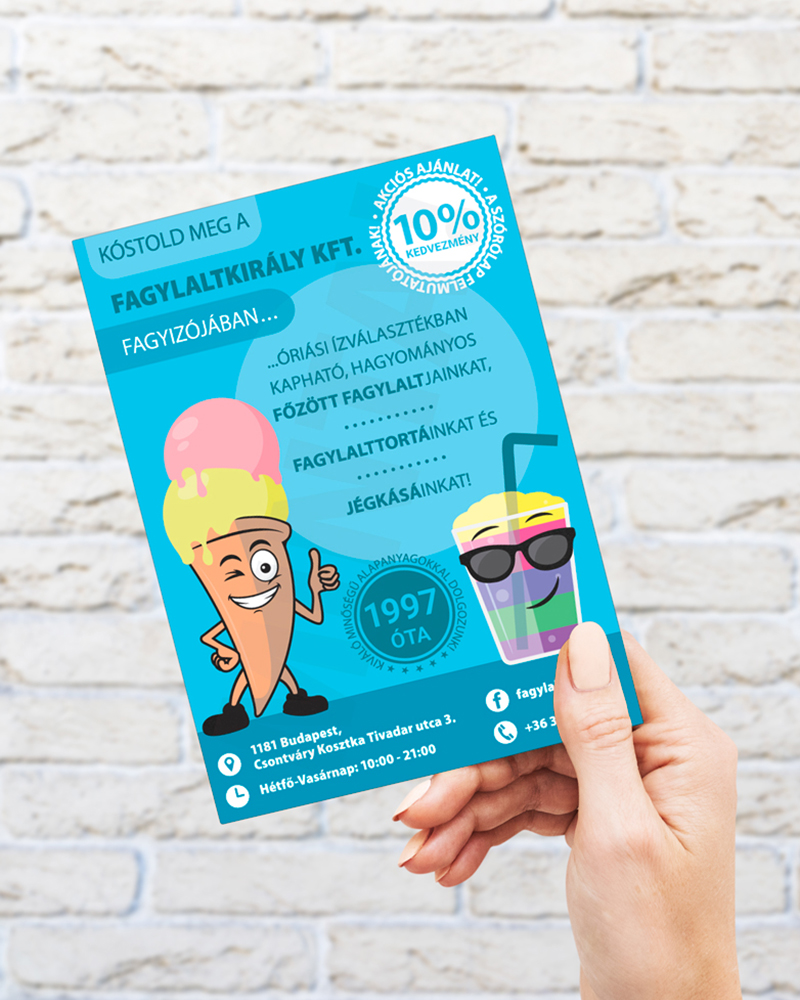 KÓSTOLD MEG A
FAGYLALTKIRÁLY KFT.
FAGYIZÓJÁBAN...
• AKCIÓS AJÁNLAT! • A SZÓRÓLAP FELMUTATÓJÁNAK!
10%
KEDVEZMÉNY
...ÓRIÁSI ÍZVÁLASZTÉKBAN
KAPHATÓ, HAGYOMÁNYOS
FŐZÖTT FAGYLALTJAINKAT,
FAGYLALTTORTÁINKAT ÉS
JÉGKÁSÁINKAT!
KIVÁLÓ MINŐSÉGŰ ALAPANYAGOKKAL DOLGOZUNK!
1997
ÓTA
1181 Budapest,
Csontváry Kosztka Tivadar utca 3.
Hétfő-Vasárnap: 10:00 - 21:00
f
+36 3